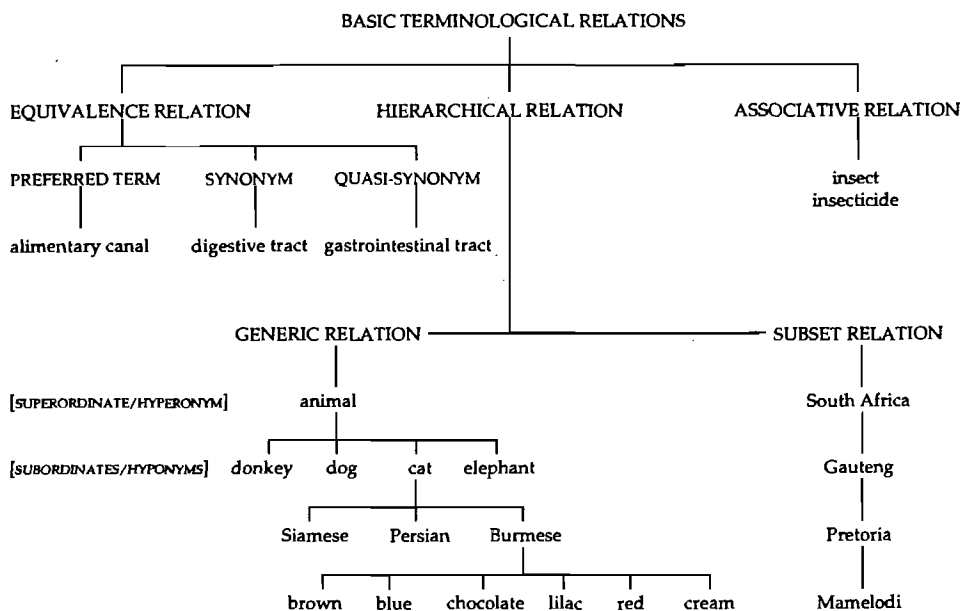 BASIC TERMINOLOGICAL RELATIONS
EQUIVALENCE RELATION HIERARCHICAL RELATION ASSOCIATIVE RELATION
PREFERRED TERM SYNONYM QUASI-SYNONYM insect
insecticide
alimentary canal digestive tract gastrointestinal tract
GENERIC RELATION SUBSET RELATION
[SUPERORDINATE/HYPERONYM] animal South Africa
[SUBORDINATES/HYPONYMS] donkey dog cat elephant Gauteng
Siamese Persian Burmese Pretoria
brown blue chocolate lilac red cream Mamelodi